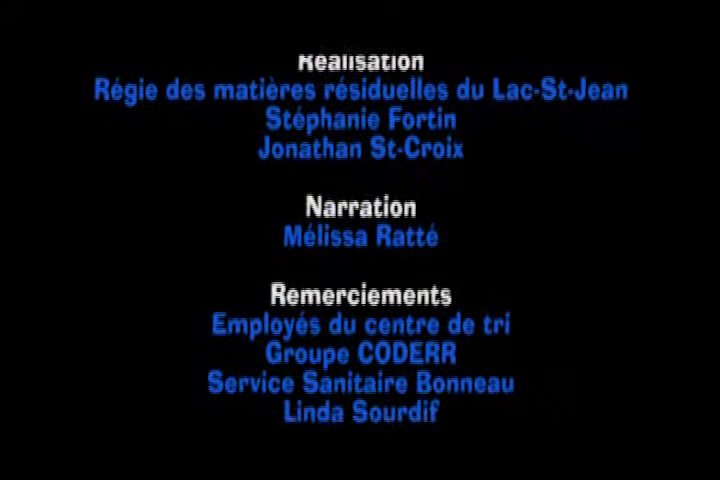 Réalisation
Régie des matières résiduelles du Lac-St-Jean
Stéphanie Fortin
Jonathan St-Croix
Narration
Mélissa Ratté
Remerciements
Employés du centre de tri
Groupe CODERR
Service Sanitaire Bonneau
Linda Sourdif